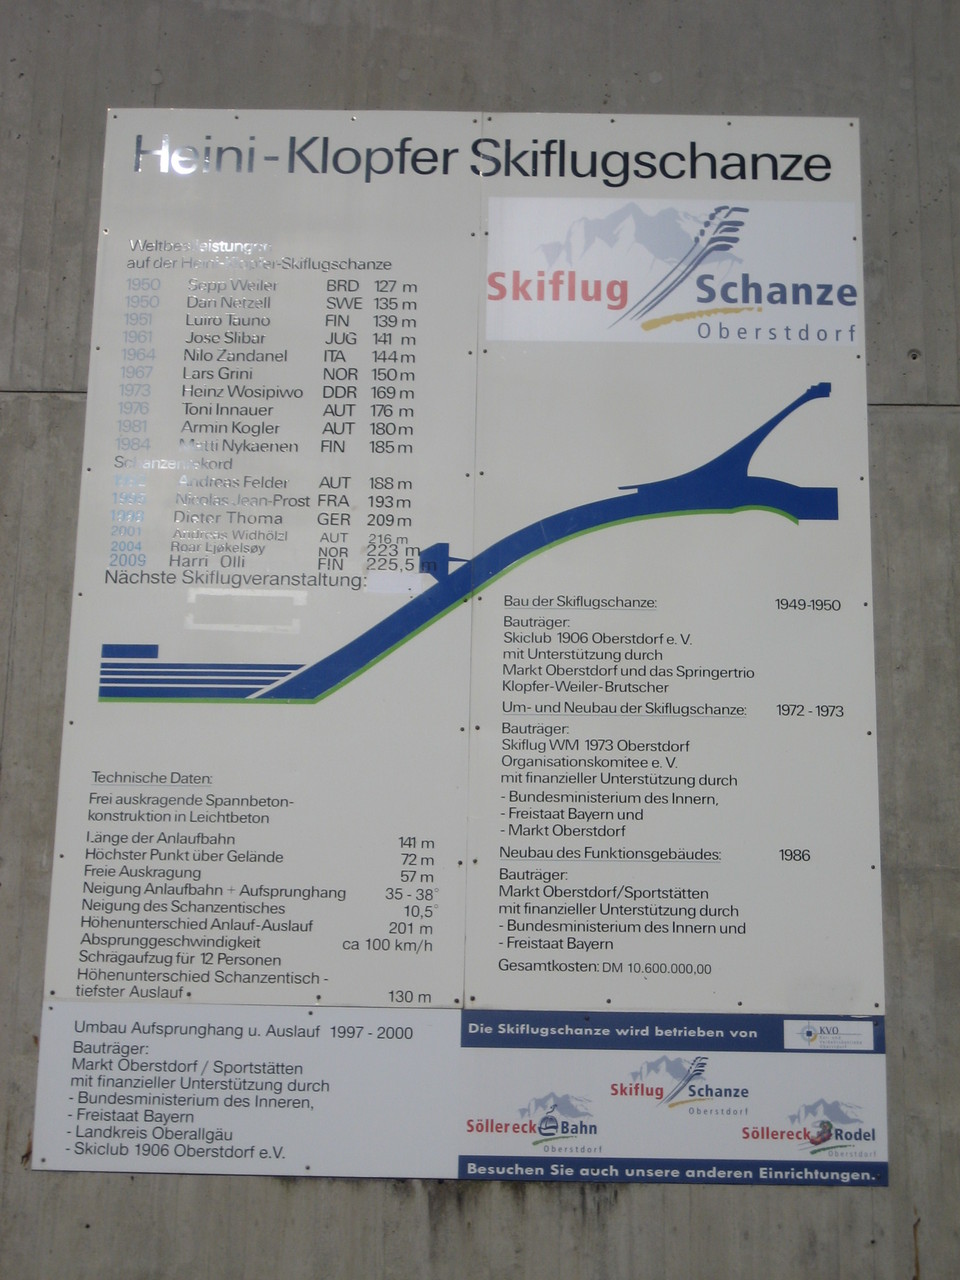 Heini-Klopfer Skiflugschanze
Skiflug Schanze
Oberstdorf
Weltbestleistungen
auf der Heini-Klopfer-Skiflugschanze
1950 Sepp Weiler BRD 127 m
1950 Dan Netzell SWE 135 m
1951 Luiro Tauno FIN 139 m
1961 Jose Slibar JUG 141 m
1964 Nilo Zandanel ITA 144 m
1967 Lars Grini NOR 150 m
1973 Heinz Wosipiwo DDR 169 m
1976 Toni Innauer AUT 176 m
1981 Armin Kogler AUT 180 m
1984 Matti Nykaenen FIN 185 m
Schanzenrekord
Andreas Felder AUT 188 m
Nicolas Jean-Prost FRA 193 m
Dieter Thoma GER 209 m
2001 Andreas Widhölzl AUT 216 m
2004 Roar Ljøkelsøy NOR 223 m
2009 Harri Olli FIN 225,5 m
Nächste Skiflugveranstaltung:
Technische Daten:
Frei auskragende Spannbeton-
konstruktion in Leichtbeton
Länge der Anlaufbahn 141 m
Höchster Punkt über Gelände 72 m
Freie Auskragung 57 m
Neigung Anlaufbahn + Aufsprunghang 35 - 38°
Neigung des Schanzentisches 10,5°
Höhenunterschied Anlauf-Auslauf 201 m
Absprunggeschwindigkeit ca 100 km/h
Schrägaufzug für 12 Personen
Höhenunterschied Schanzentisch -
tiefster Auslauf 130 m
Bau der Skiflugschanze: 1949-1950
Bauträger:
Skiclub 1906 Oberstdorf e. V.
mit Unterstützung durch
Markt Oberstdorf und das Springertrio
Klopfer-Weiler-Brutscher
Um- und Neubau der Skiflugschanze: 1972 - 1973
Bauträger:
Skiflug WM 1973 Oberstdorf
Organisationskomitee e. V.
mit finanzieller Unterstützung durch
- Bundesministerium des Innern,
- Freistaat Bayern und
- Markt Oberstdorf
Neubau des Funktionsgebäudes: 1986
Bauträger:
Markt Oberstdorf/Sportstätten
mit finanzieller Unterstützung durch
- Bundesministerium des Innern und
- Freistaat Bayern
Gesamtkosten: DM 10.600.000,00
Umbau Aufsprunghang u. Auslauf 1997 - 2000
Bauträger:
Markt Oberstdorf / Sportstätten
mit finanzieller Unterstützung durch
- Bundesministerium des Inneren,
- Freistaat Bayern
- Landkreis Oberallgäu
- Skiclub 1906 Oberstdorf e.V.
Die Skiflugschanze wird betrieben von
KVO
Skiflug Schanze
Oberstdorf
Söllereck Bahn
Oberstdorf
Söllereck Rodel
Oberstdorf
Besuchen Sie auch unsere anderen Einrichtungen.